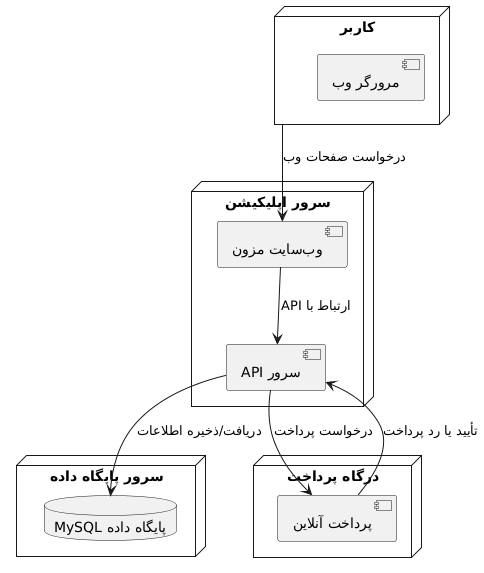 کاربر
مرورگر وب
درخواست صفحات وب
سرور اپلیکیشن
وب‌سایت مزون
ارتباط با API
سرور API
دریافت/ذخیره اطلاعات
درخواست پرداخت
تأیید یا رد پرداخت
سرور پایگاه داده
پایگاه داده MySQL
درگاه پرداخت
پرداخت آنلاین